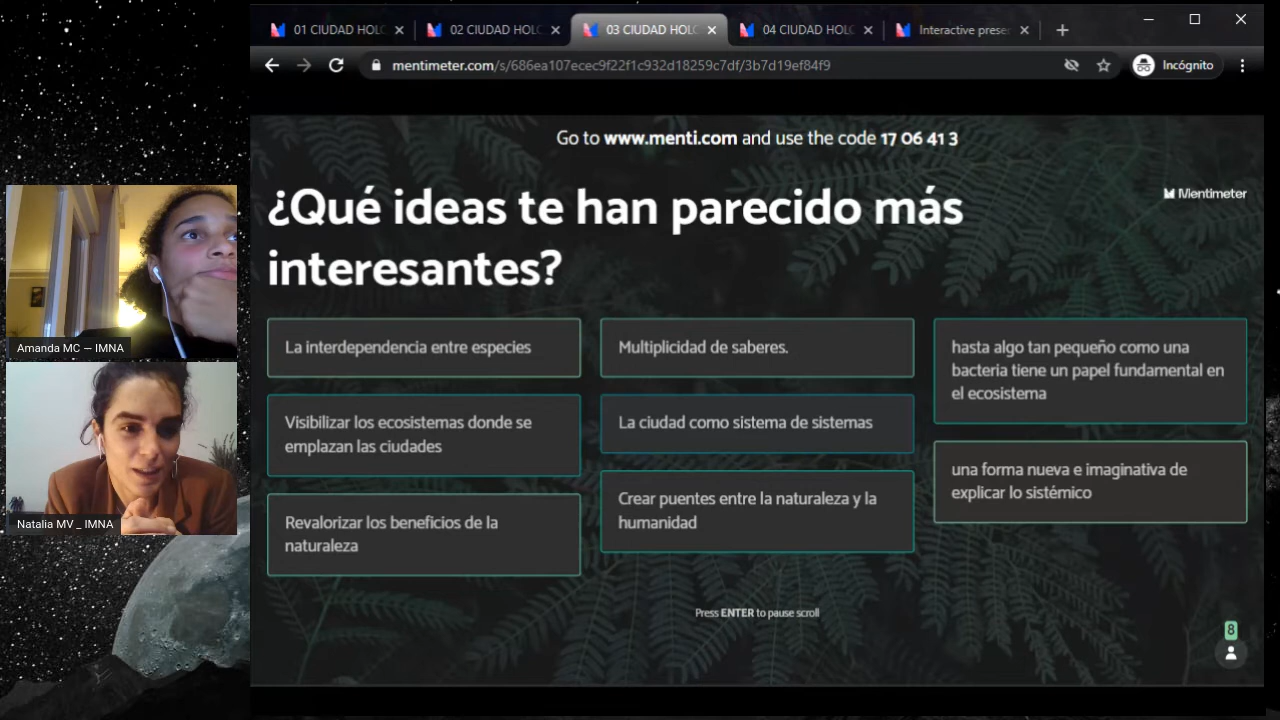 01 CIUDAD HOLO
02 CIUDAD HOLO
03 CIUDAD HOLO
04 CIUDAD HOLO
Interactive presen
mentimeter.com/s/686ea107ecec9f22f1c932d18259c7df/3b7d19ef84f9
Incógnito
Go to www.menti.com and use the code 17 06 41 3
Mentimeter
¿Qué ideas te han parecido más
interesantes?
La interdependencia entre especies
Visibilizar los ecosistemas donde se
emplazan las ciudades
Revalorizar los beneficios de la
naturaleza
Multiplicidad de saberes.
La ciudad como sistema de sistemas
Crear puentes entre la naturaleza y la
humanidad
hasta algo tan pequeño como una
bacteria tiene un papel fundamental en
el ecosistema
una forma nueva e imaginativa de
explicar lo sistémico
Press ENTER to pause scroll
8
Amanda MC — IMNA
Natalia MV _ IMNA